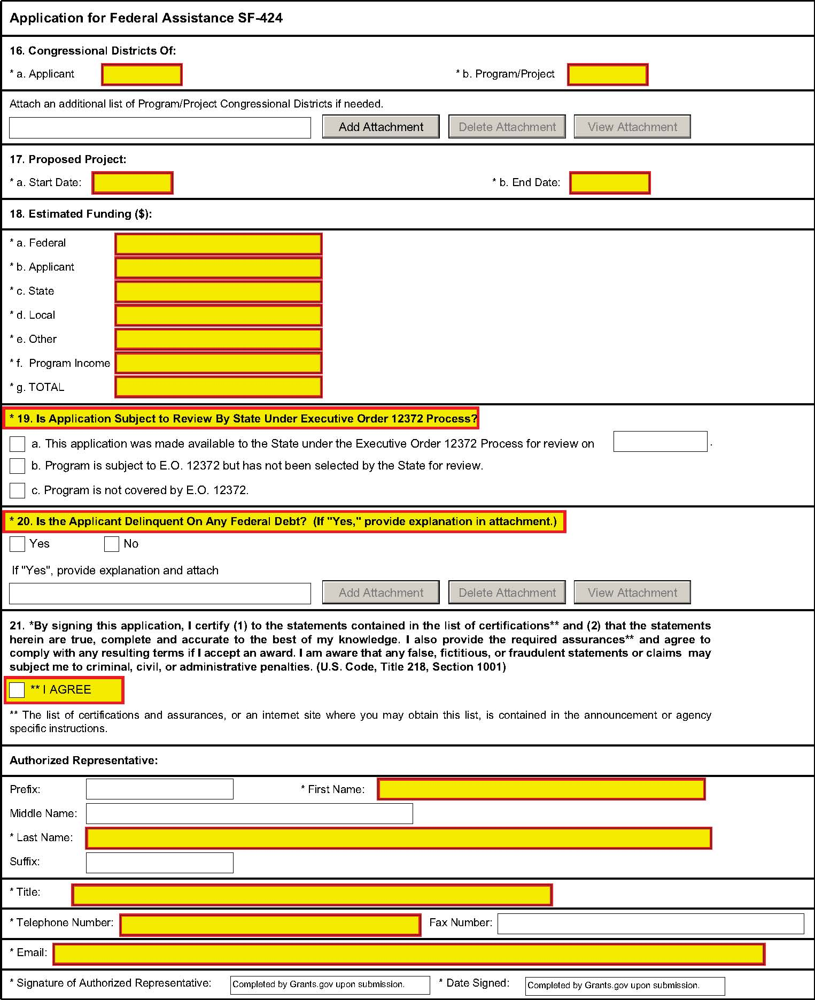 Application for Federal Assistance SF-424
16. Congressional Districts Of:
* a. Applicant
* b. Program/Project
Attach an additional list of Program/Project Congressional Districts if needed.
Add Attachment
Delete Attachment
View Attachment
17. Proposed Project:
* a. Start Date:
* b. End Date:
18. Estimated Funding ($):
* a. Federal
* b. Applicant
* c. State
* d. Local
* e. Other
* f. Program Income
* g. TOTAL
* 19. Is Application Subject to Review By State Under Executive Order 12372 Process?
a. This application was made available to the State under the Executive Order 12372 Process for review on .
b. Program is subject to E.O. 12372 but has not been selected by the State for review.
c. Program is not covered by E.O. 12372.
* 20. Is the Applicant Delinquent On Any Federal Debt? (If "Yes," provide explanation in attachment.)
Yes
No
If "Yes", provide explanation and attach
Add Attachment
Delete Attachment
View Attachment
21. *By signing this application, I certify (1) to the statements contained in the list of certifications** and (2) that the statements
herein are true, complete and accurate to the best of my knowledge. I also provide the required assurances** and agree to
comply with any resulting terms if I accept an award. I am aware that any false, fictitious, or fraudulent statements or claims may
subject me to criminal, civil, or administrative penalties. (U.S. Code, Title 218, Section 1001)
** I AGREE
** The list of certifications and assurances, or an internet site where you may obtain this list, is contained in the announcement or agency
specific instructions.
Authorized Representative:
Prefix:
* First Name:
Middle Name:
* Last Name:
Suffix:
* Title:
* Telephone Number:
Fax Number:
* Email:
* Signature of Authorized Representative:
Completed by Grants.gov upon submission.
* Date Signed:
Completed by Grants.gov upon submission.